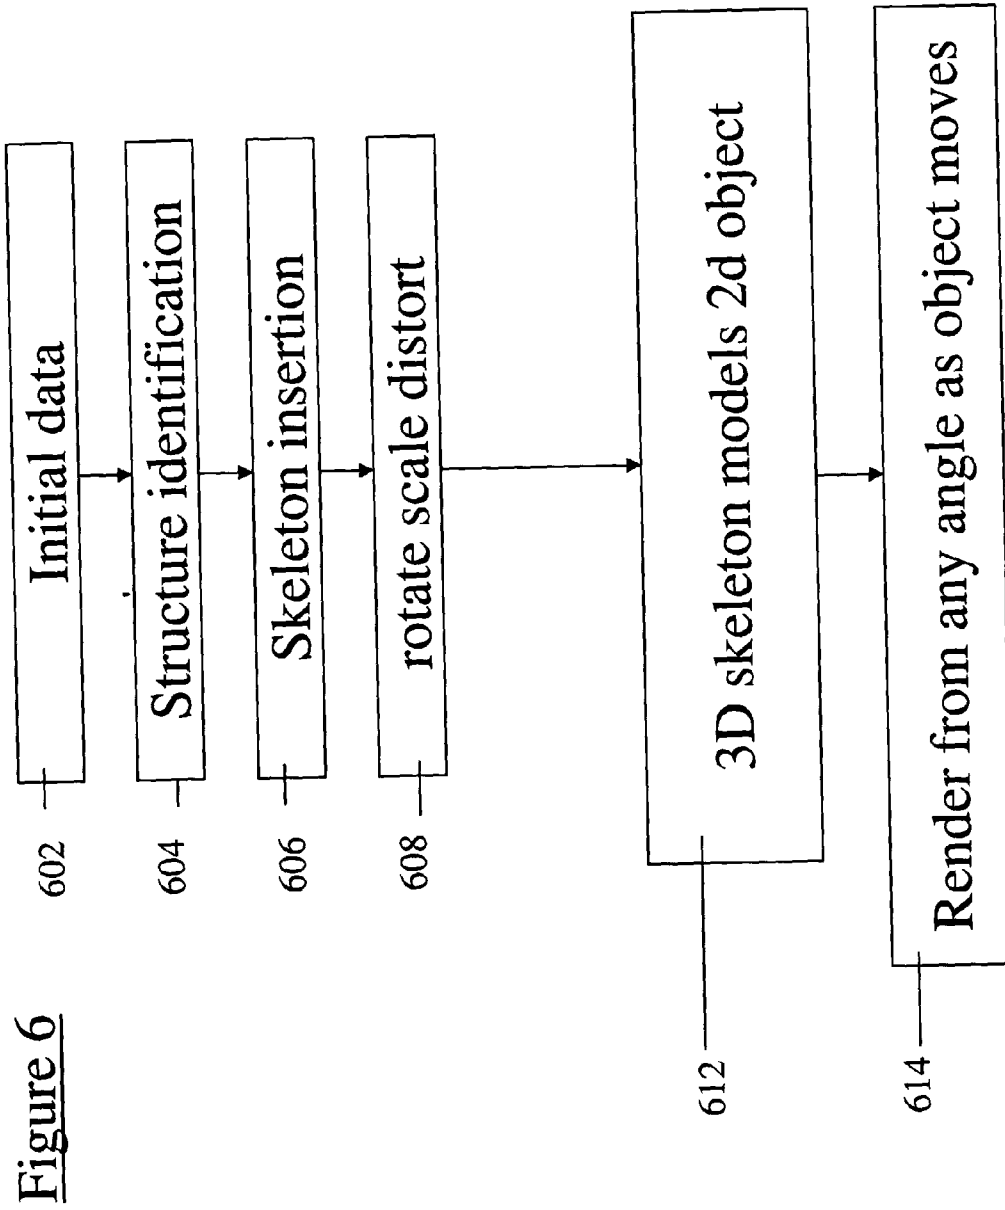 Figure 6
602
Initial data
604
Structure identification
606
Skeleton insertion
608
rotate scale distort
612
3D skeleton models 2d object
614
Render from any angle as object moves